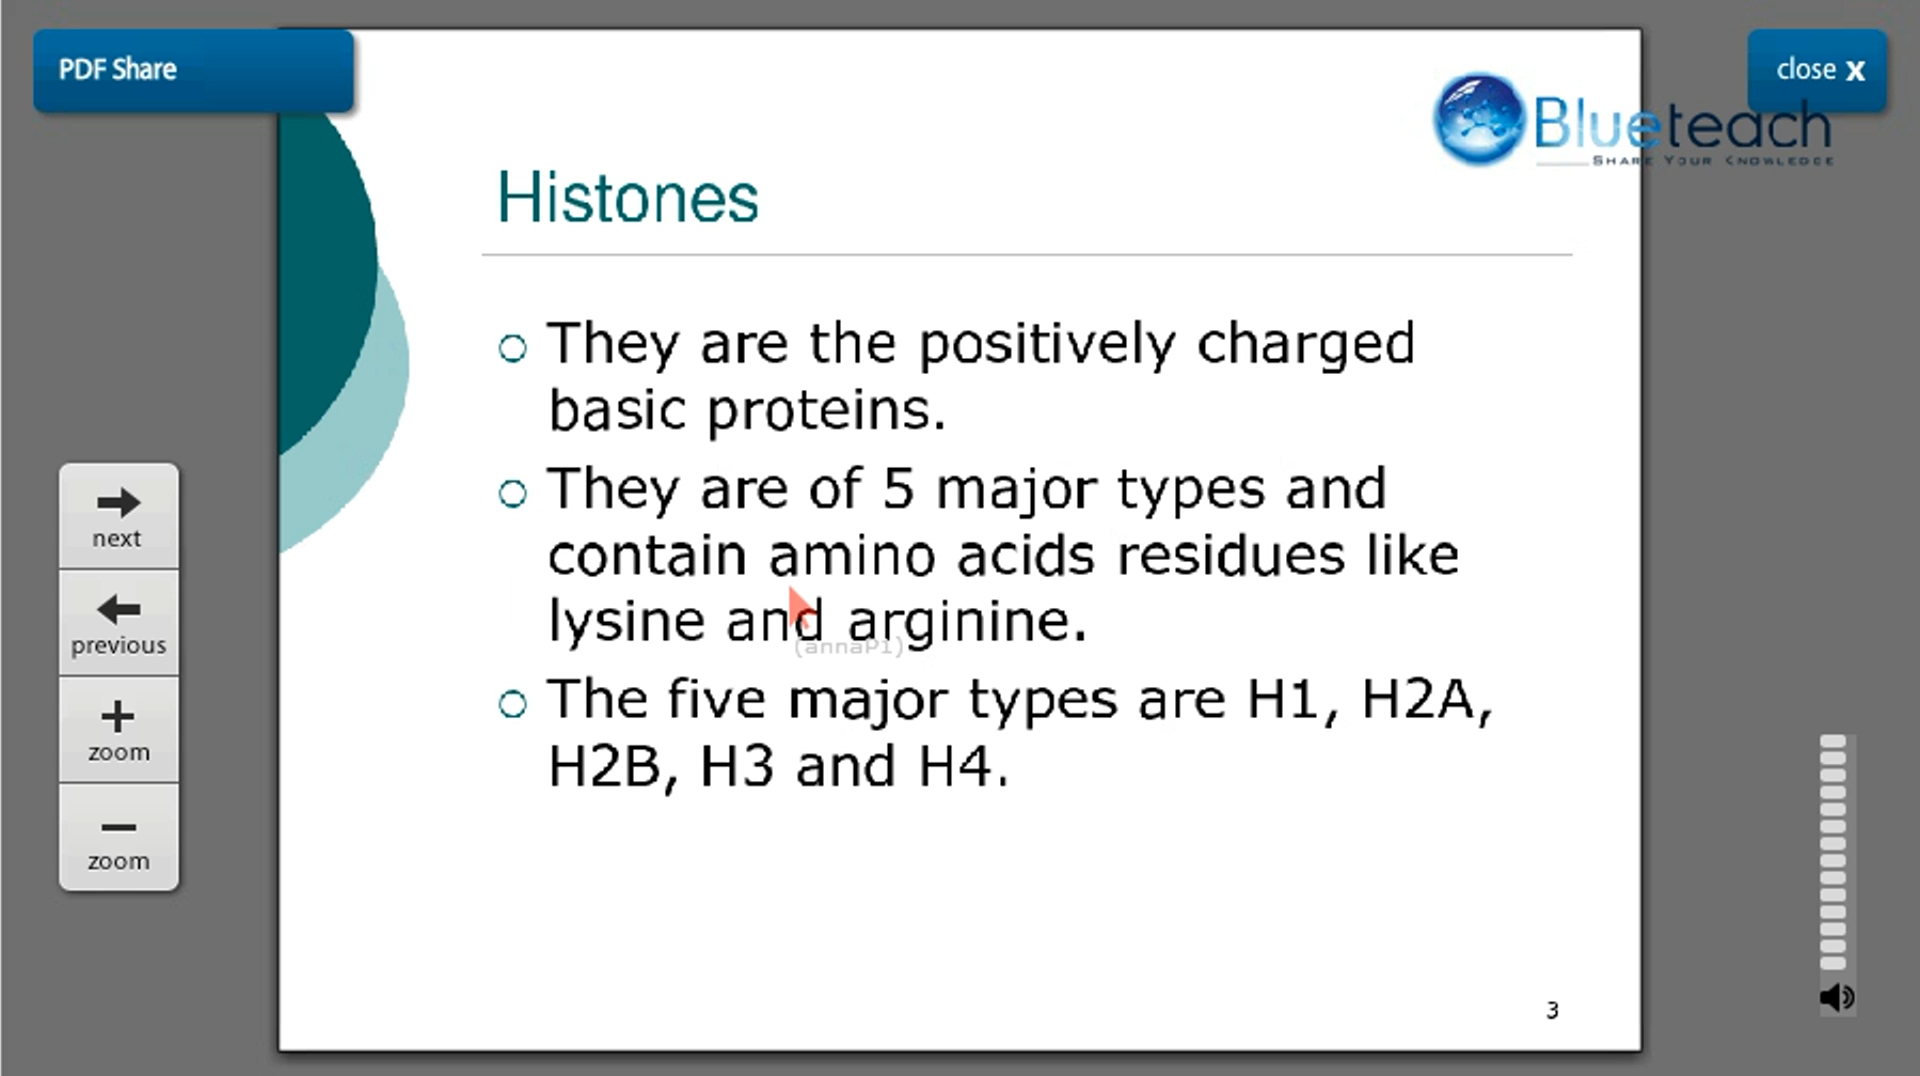 PDF Share
close X
Blueteach
SHARE YOUR KNOWLEDGE
Histones
They are the positively charged
basic proteins.
They are of 5 major types and
contain amino acids residues like
lysine and arginine.
(annaP1)
The five major types are H1, H2A,
H2B, H3 and H4.
next
previous
+
zoom
−
zoom
3